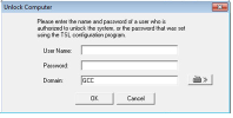 Unlock Computer
Please enter the name and password of a user who is
authorized to unlock the system, or the password that was set
using the TSL configuration program.
User Name:
Password:
Domain: GCC
OK Cancel